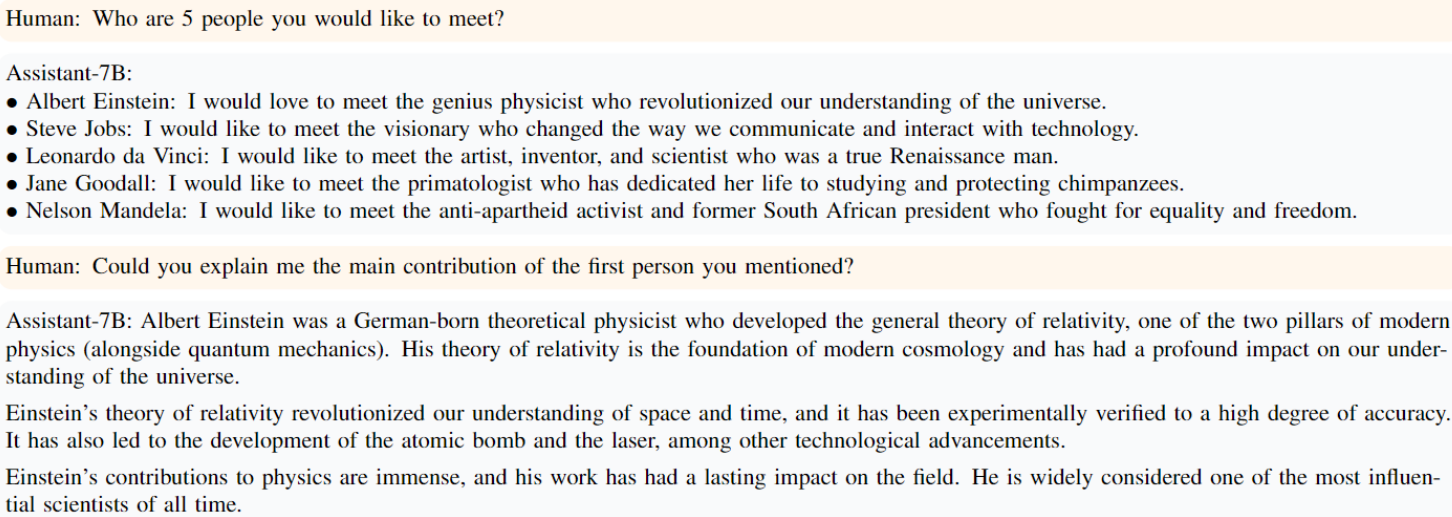 Human: Who are 5 people you would like to meet?
Assistant-7B:
● Albert Einstein: I would love to meet the genius physicist who revolutionized our understanding of the universe.
● Steve Jobs: I would like to meet the visionary who changed the way we communicate and interact with technology.
● Leonardo da Vinci: I would like to meet the artist, inventor, and scientist who was a true Renaissance man.
● Jane Goodall: I would like to meet the primatologist who has dedicated her life to studying and protecting chimpanzees.
● Nelson Mandela: I would like to meet the anti-apartheid activist and former South African president who fought for equality and freedom.
Human: Could you explain me the main contribution of the first person you mentioned?
Assistant-7B: Albert Einstein was a German-born theoretical physicist who developed the general theory of relativity, one of the two pillars of modern
physics (alongside quantum mechanics). His theory of relativity is the foundation of modern cosmology and has had a profound impact on our under-
standing of the universe.
Einstein's theory of relativity revolutionized our understanding of space and time, and it has been experimentally verified to a high degree of accuracy.
It has also led to the development of the atomic bomb and the laser, among other technological advancements.
Einstein's contributions to physics are immense, and his work has had a lasting impact on the field. He is widely considered one of the most influen-
tial scientists of all time.